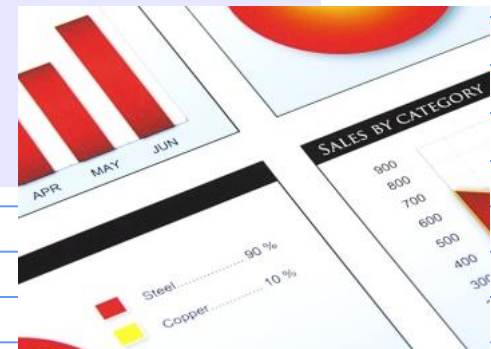 APR MAY JUN
SALES BY CATEGORY
900
800
700
600
500
400
300
Steel.................. 90 %
Copper.................. 10 %